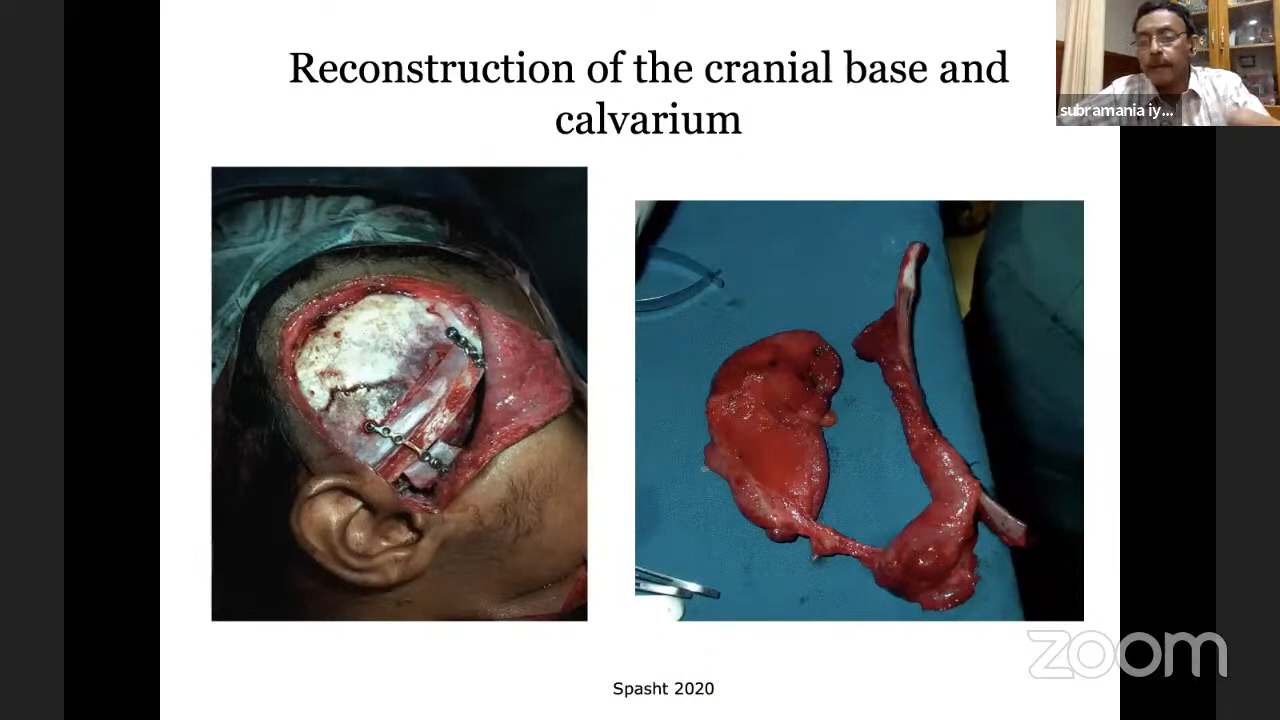 Reconstruction of the cranial base and
calvarium
subramania iy...
Spasht 2020
zoom